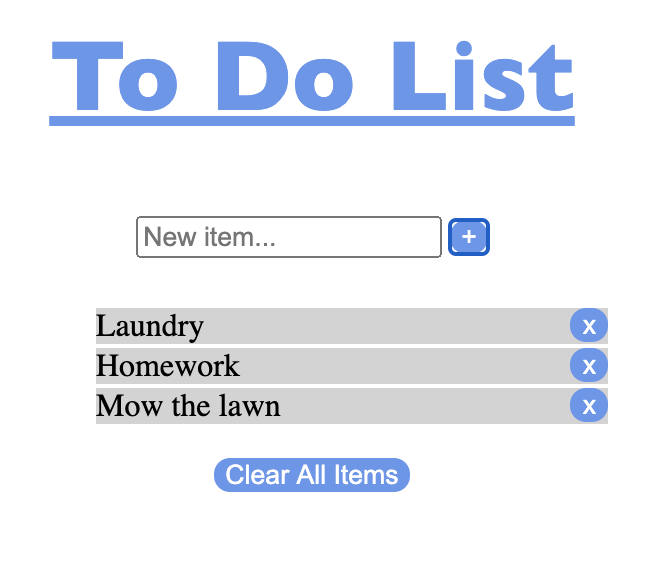 To Do List
New item... +
Laundry x
Homework x
Mow the lawn x
Clear All Items